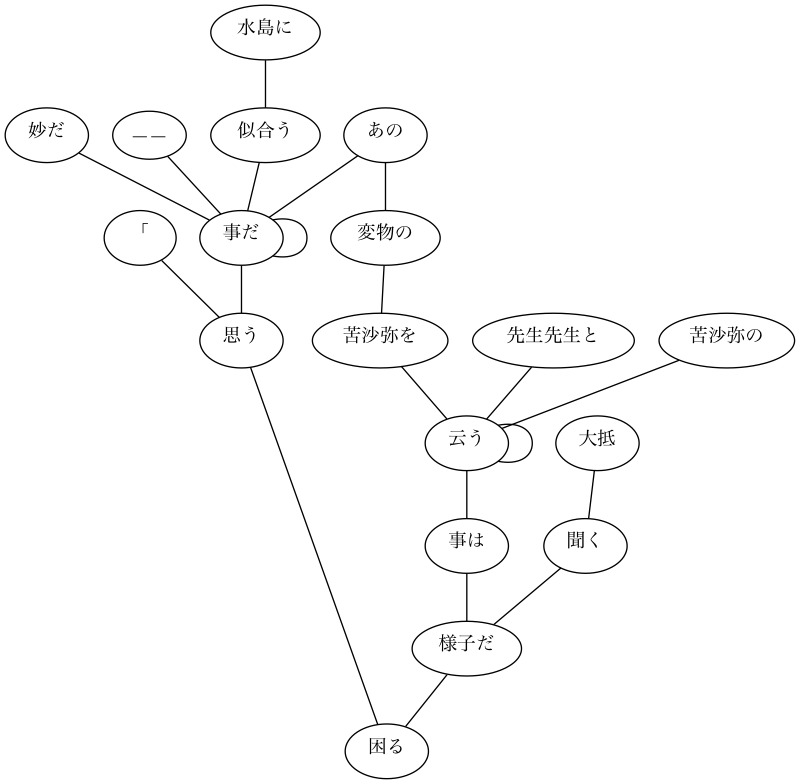 水島に
妙だ
――
似合う
あの
「
事だ
変物の
思う
苦沙弥を
先生先生と
苦沙弥の
云う
大抵
事は
聞く
様子だ
困る